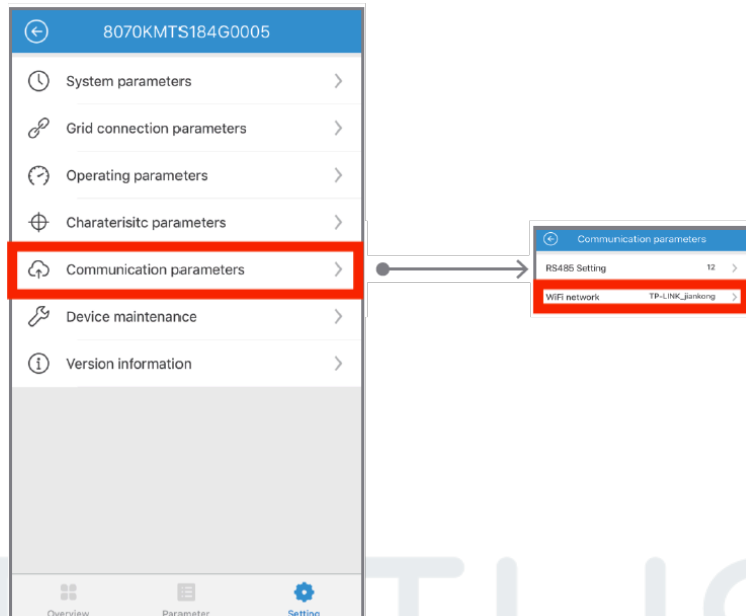 8070KMTS184G0005
System parameters
Grid connection parameters
Operating parameters
Charaterisitc parameters
Communication parameters
Device maintenance
Version information
Overview
Parameter
Setting
Communication parameters
RS485 Setting 12
WiFi network TP-LINK_jiankong